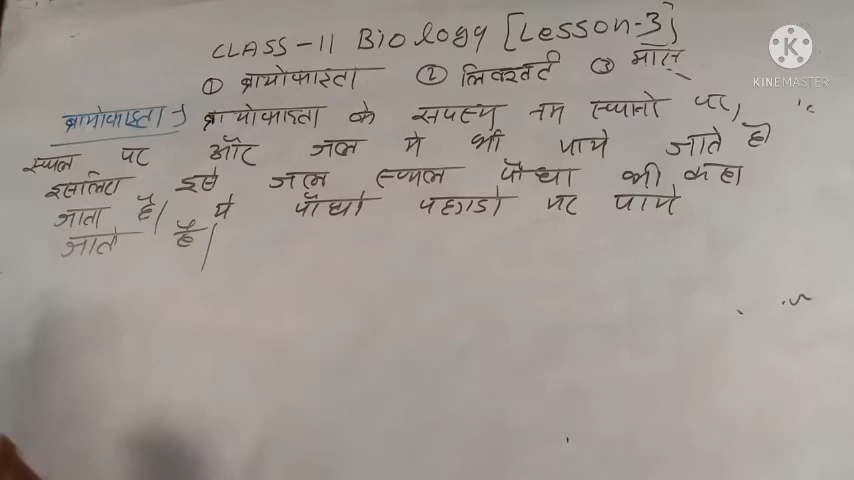 CLASS-11 Biology [Lesson-3]
① ब्रायोफाइटा ② लिवरवर्ट ③ मॉस
ब्रायोफाइटा → ब्रायोफाइटा के सदस्य नम स्थानो पर,
स्थल पर और जल मे भी पाये जाते है
इसलिए इसे जल स्थल पौधा भी कहा
जाता है। ये पौधो पहाडो पर पाये
जाते है।
K
KINEMASTER